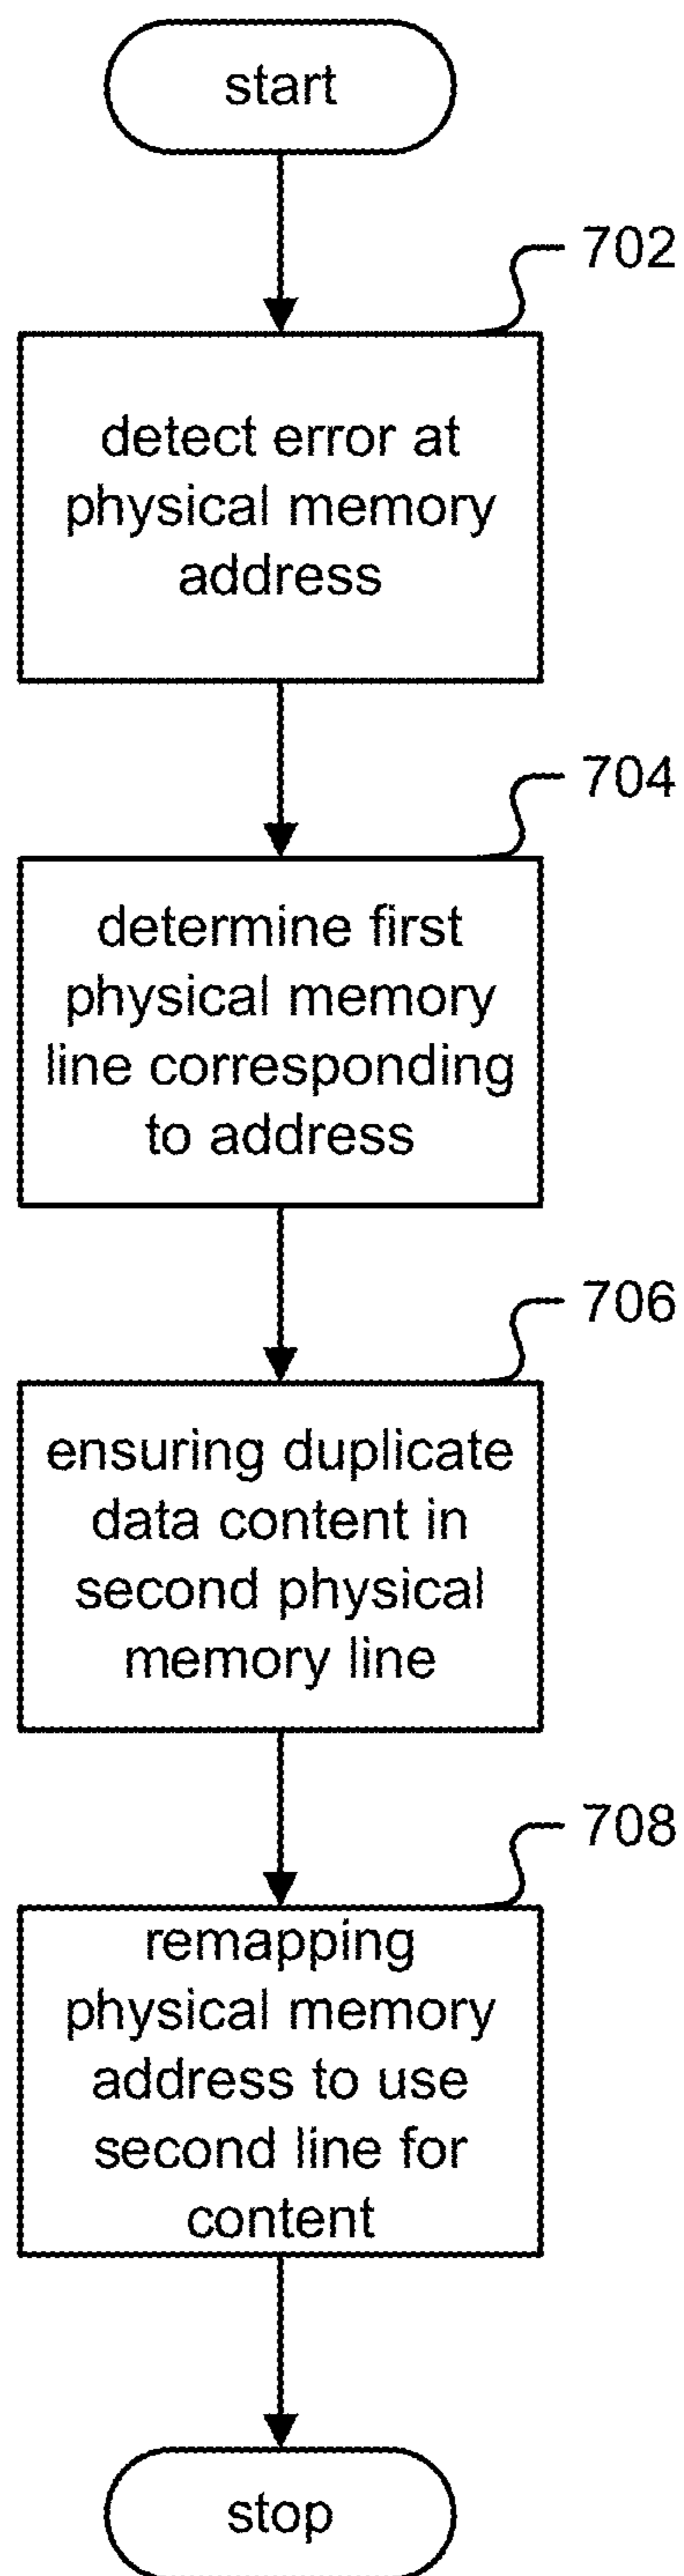 start
702
detect error at
physical memory
address
704
determine first
physical memory
line corresponding
to address
706
ensuring duplicate
data content in
second physical
memory line
708
remapping
physical memory
address to use
second line for
content
stop